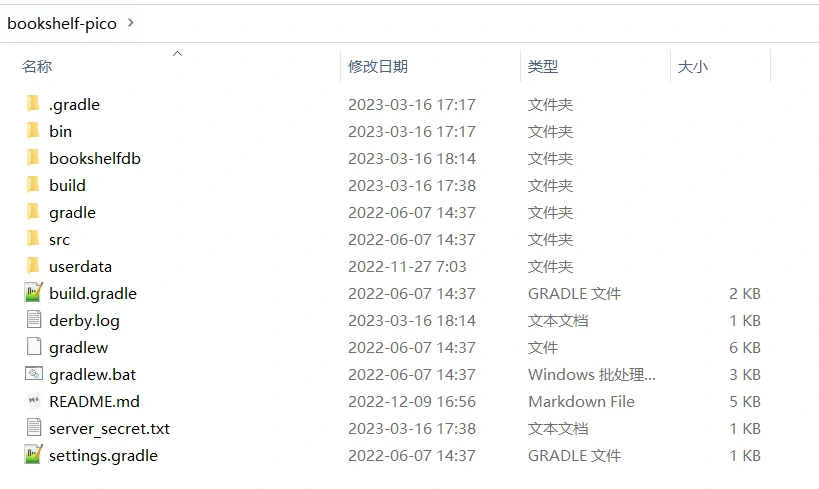 bookshelf-pico
名称 修改日期 类型 大小
.gradle 2023-03-16 17:17 文件夹
bin 2023-03-16 17:17 文件夹
bookshelfdb 2023-03-16 18:14 文件夹
build 2023-03-16 17:38 文件夹
gradle 2022-06-07 14:37 文件夹
src 2022-06-07 14:37 文件夹
userdata 2022-11-27 7:03 文件夹
build.gradle 2022-06-07 14:37 GRADLE 文件 2 KB
derby.log 2023-03-16 18:14 文本文档 1 KB
gradlew 2022-06-07 14:37 文件 6 KB
gradlew.bat 2022-06-07 14:37 Windows 批处理... 3 KB
README.md 2022-12-09 16:56 Markdown File 5 KB
server_secret.txt 2023-03-16 17:38 文本文档 1 KB
settings.gradle 2022-06-07 14:37 GRADLE 文件 1 KB